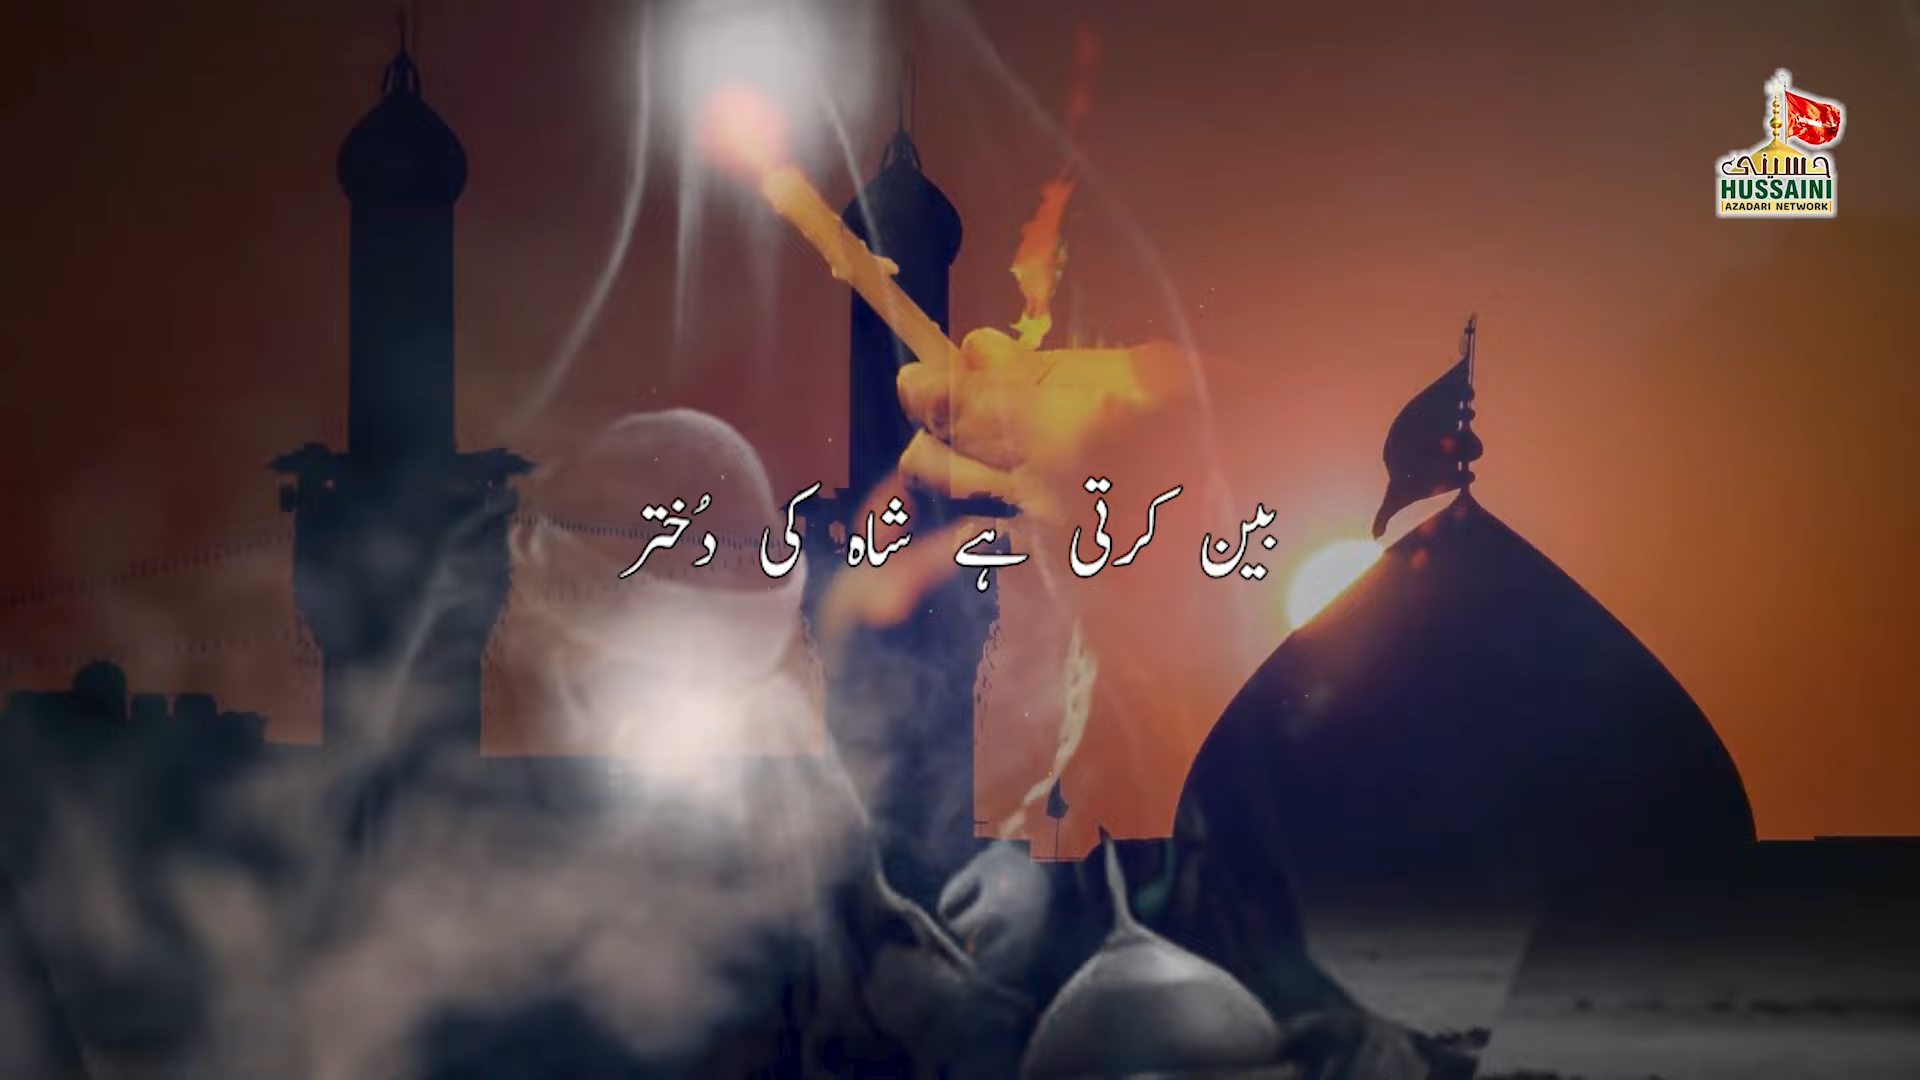 حسینی
HUSSAINI
AZADARI NETWORK
بین کرتی ہے شاہ کی دُختر